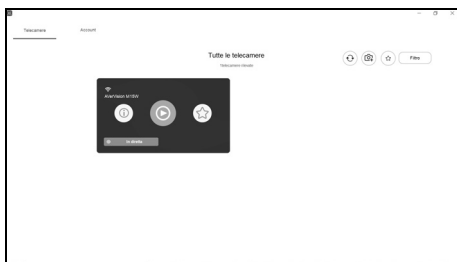 Telecamere Account
Tutte le telecamere
Telecamere rilevate
Filtro
AVerVision M15W
In diretta